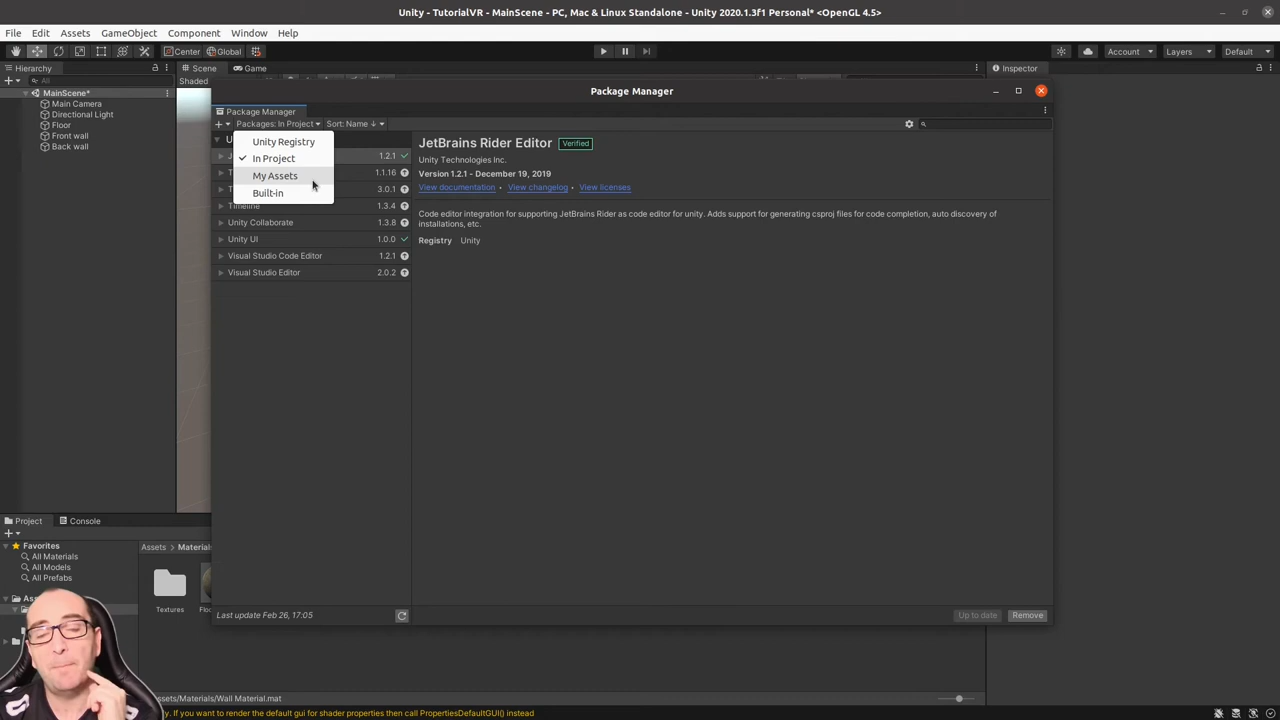 Unity - TutorialVR - MainScene - PC, Mac & Linux Standalone - Unity 2020.1.3f1 Personal* <OpenGL 4.5>
File Edit Assets GameObject Component Window Help
Center Global Account Layers Default
Hierarchy Scene Game Inspector
All Shaded
MainScene*
Main Camera
Directional Light
Floor
Front wall
Back wall
Package Manager
Package Manager
Packages: In Project Sort: Name ↓
Unity Registry
In Project
My Assets
Built-in
1.2.1
1.1.16
3.0.1
Timeline 1.3.4
Unity Collaborate 1.3.8
Unity UI 1.0.0
Visual Studio Code Editor 1.2.1
Visual Studio Editor 2.0.2
JetBrains Rider Editor Verified
Unity Technologies Inc.
Version 1.2.1 - December 19, 2019
View documentation View changelog View licenses
Code editor integration for supporting JetBrains Rider as code editor for unity. Adds support for generating csproj files for code completion, auto discovery of
installations, etc.
Registry Unity
Last update Feb 26, 17:05 Up to date Remove
Project Console
Favorites
All Materials
All Models
All Prefabs
Assets
Textures
ssets/Materials/Wall Material.mat
y. If you want to render the default gui for shader properties then call PropertiesDefaultGUI() instead